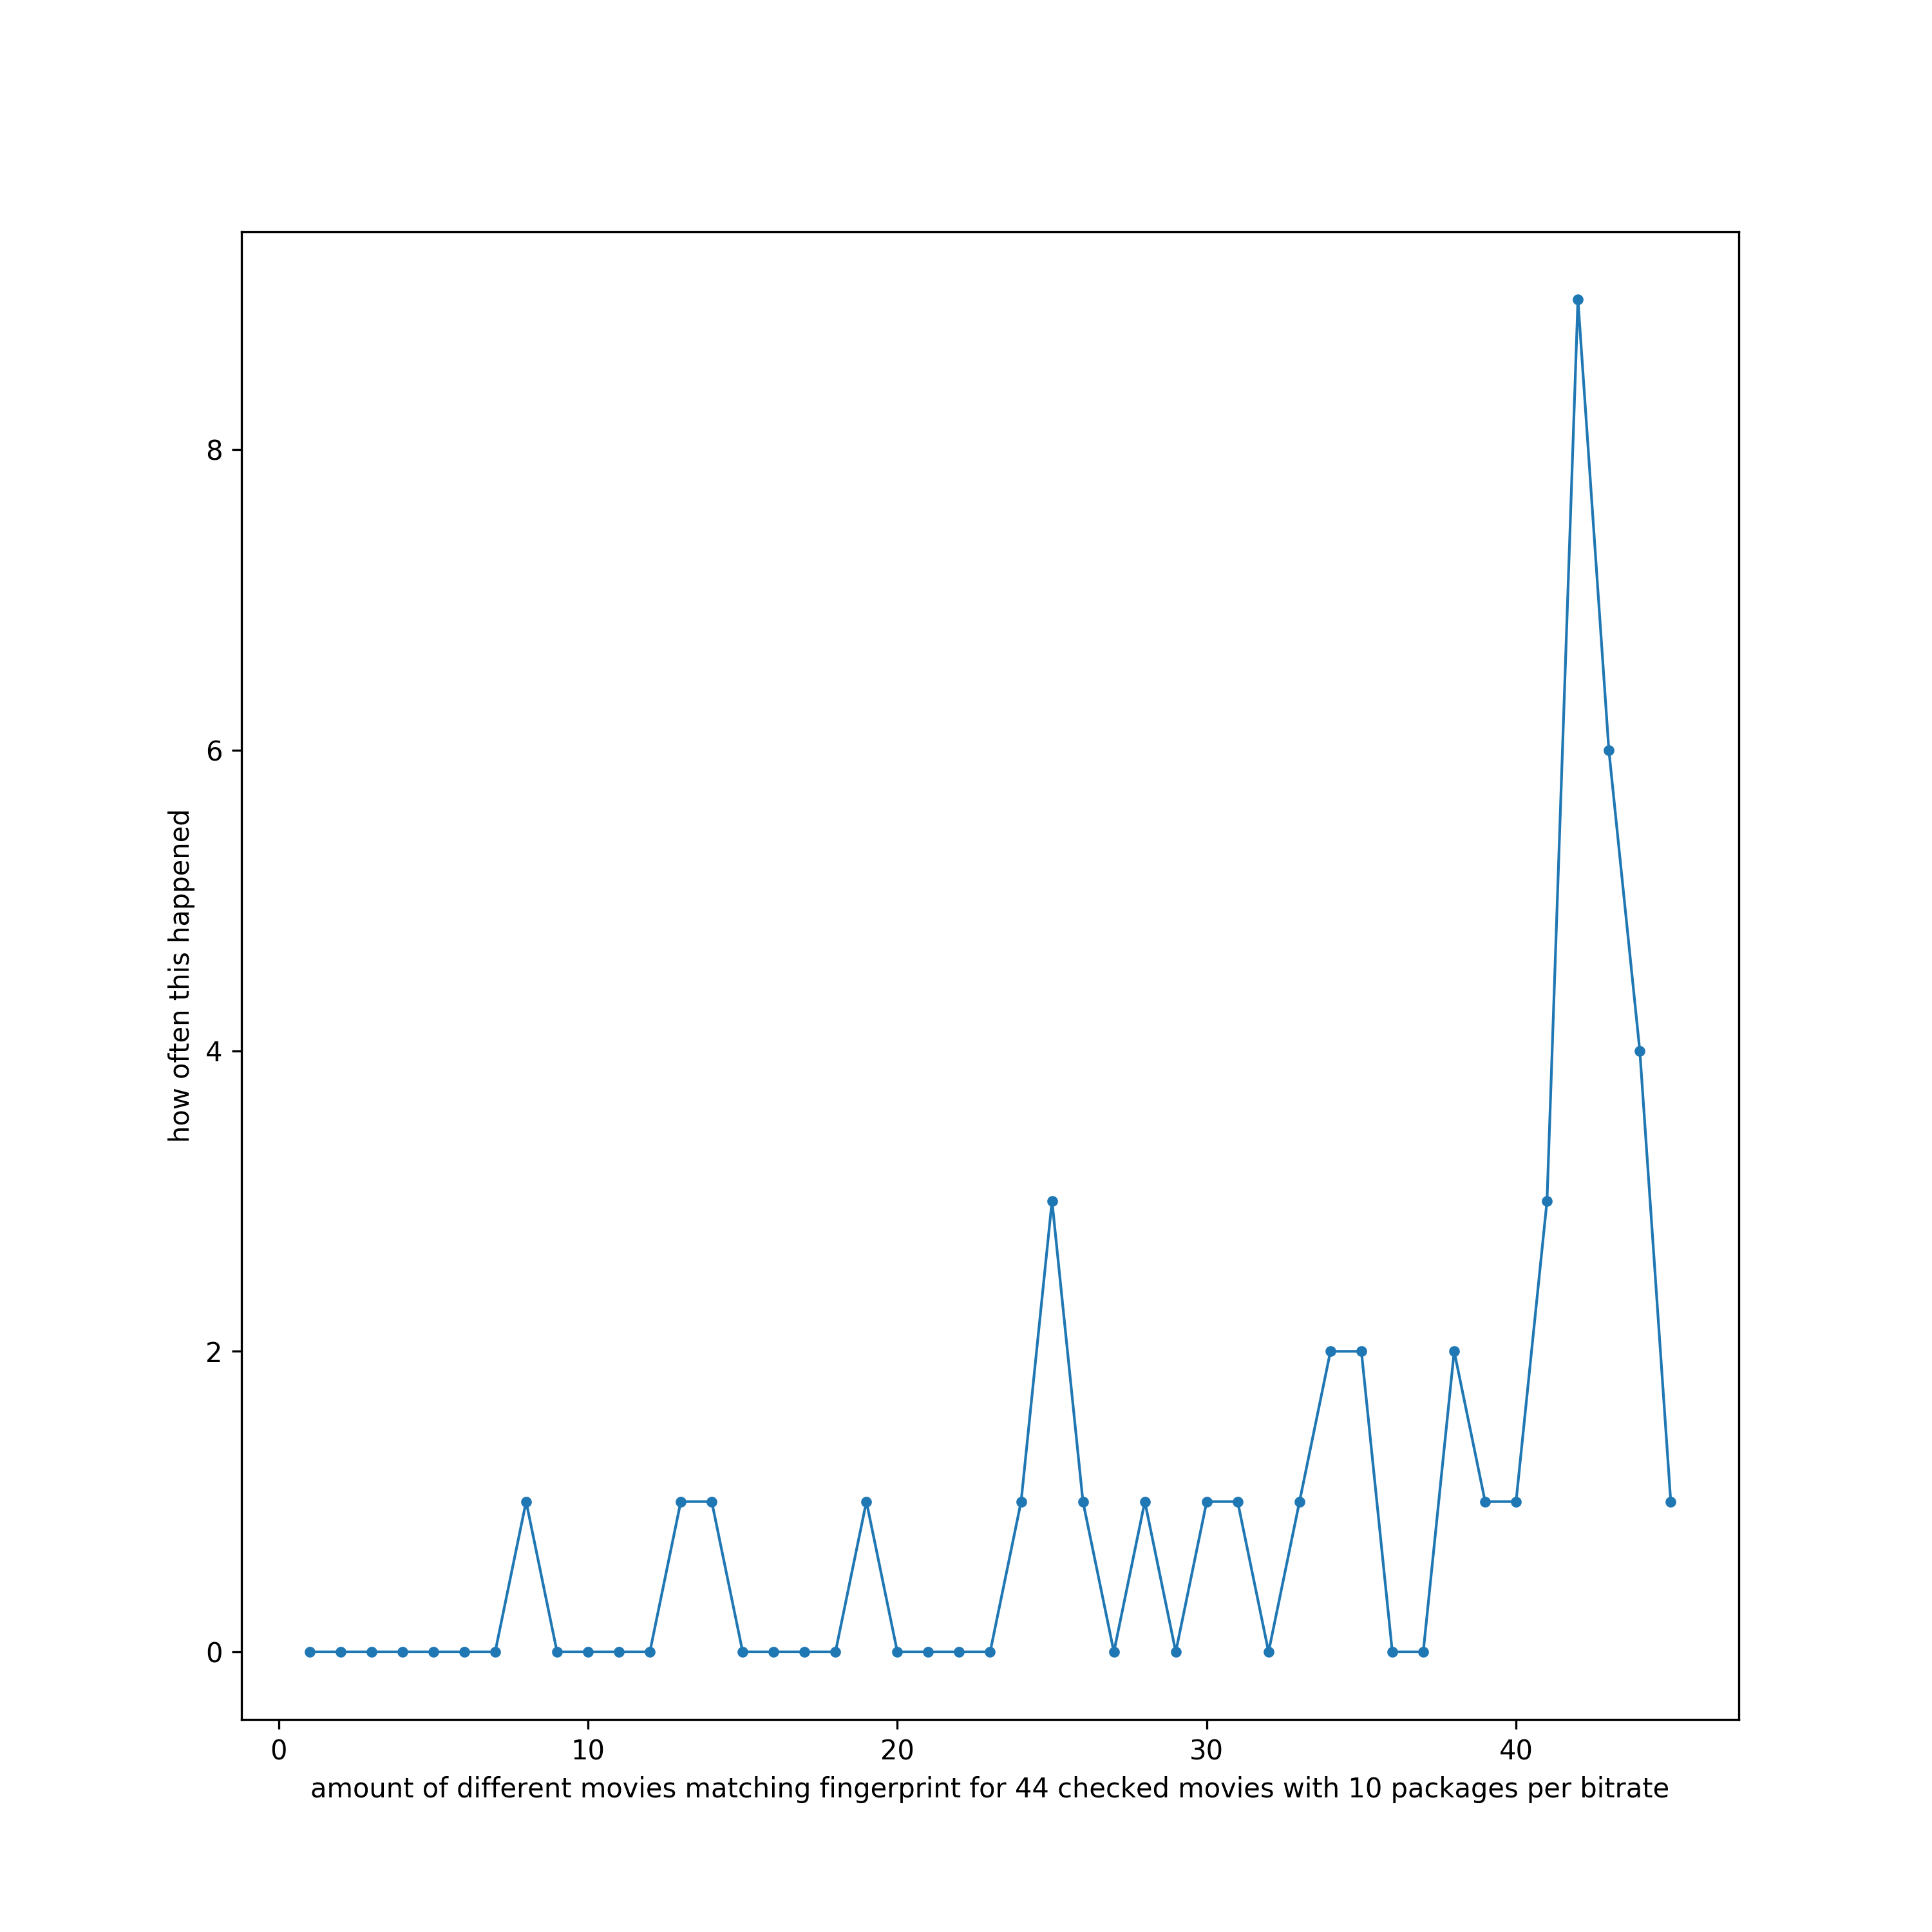 8
6
4
2
0
how often this happened
0 10 20 30 40
amount of different movies matching fingerprint for 44 checked movies with 10 packages per bitrate